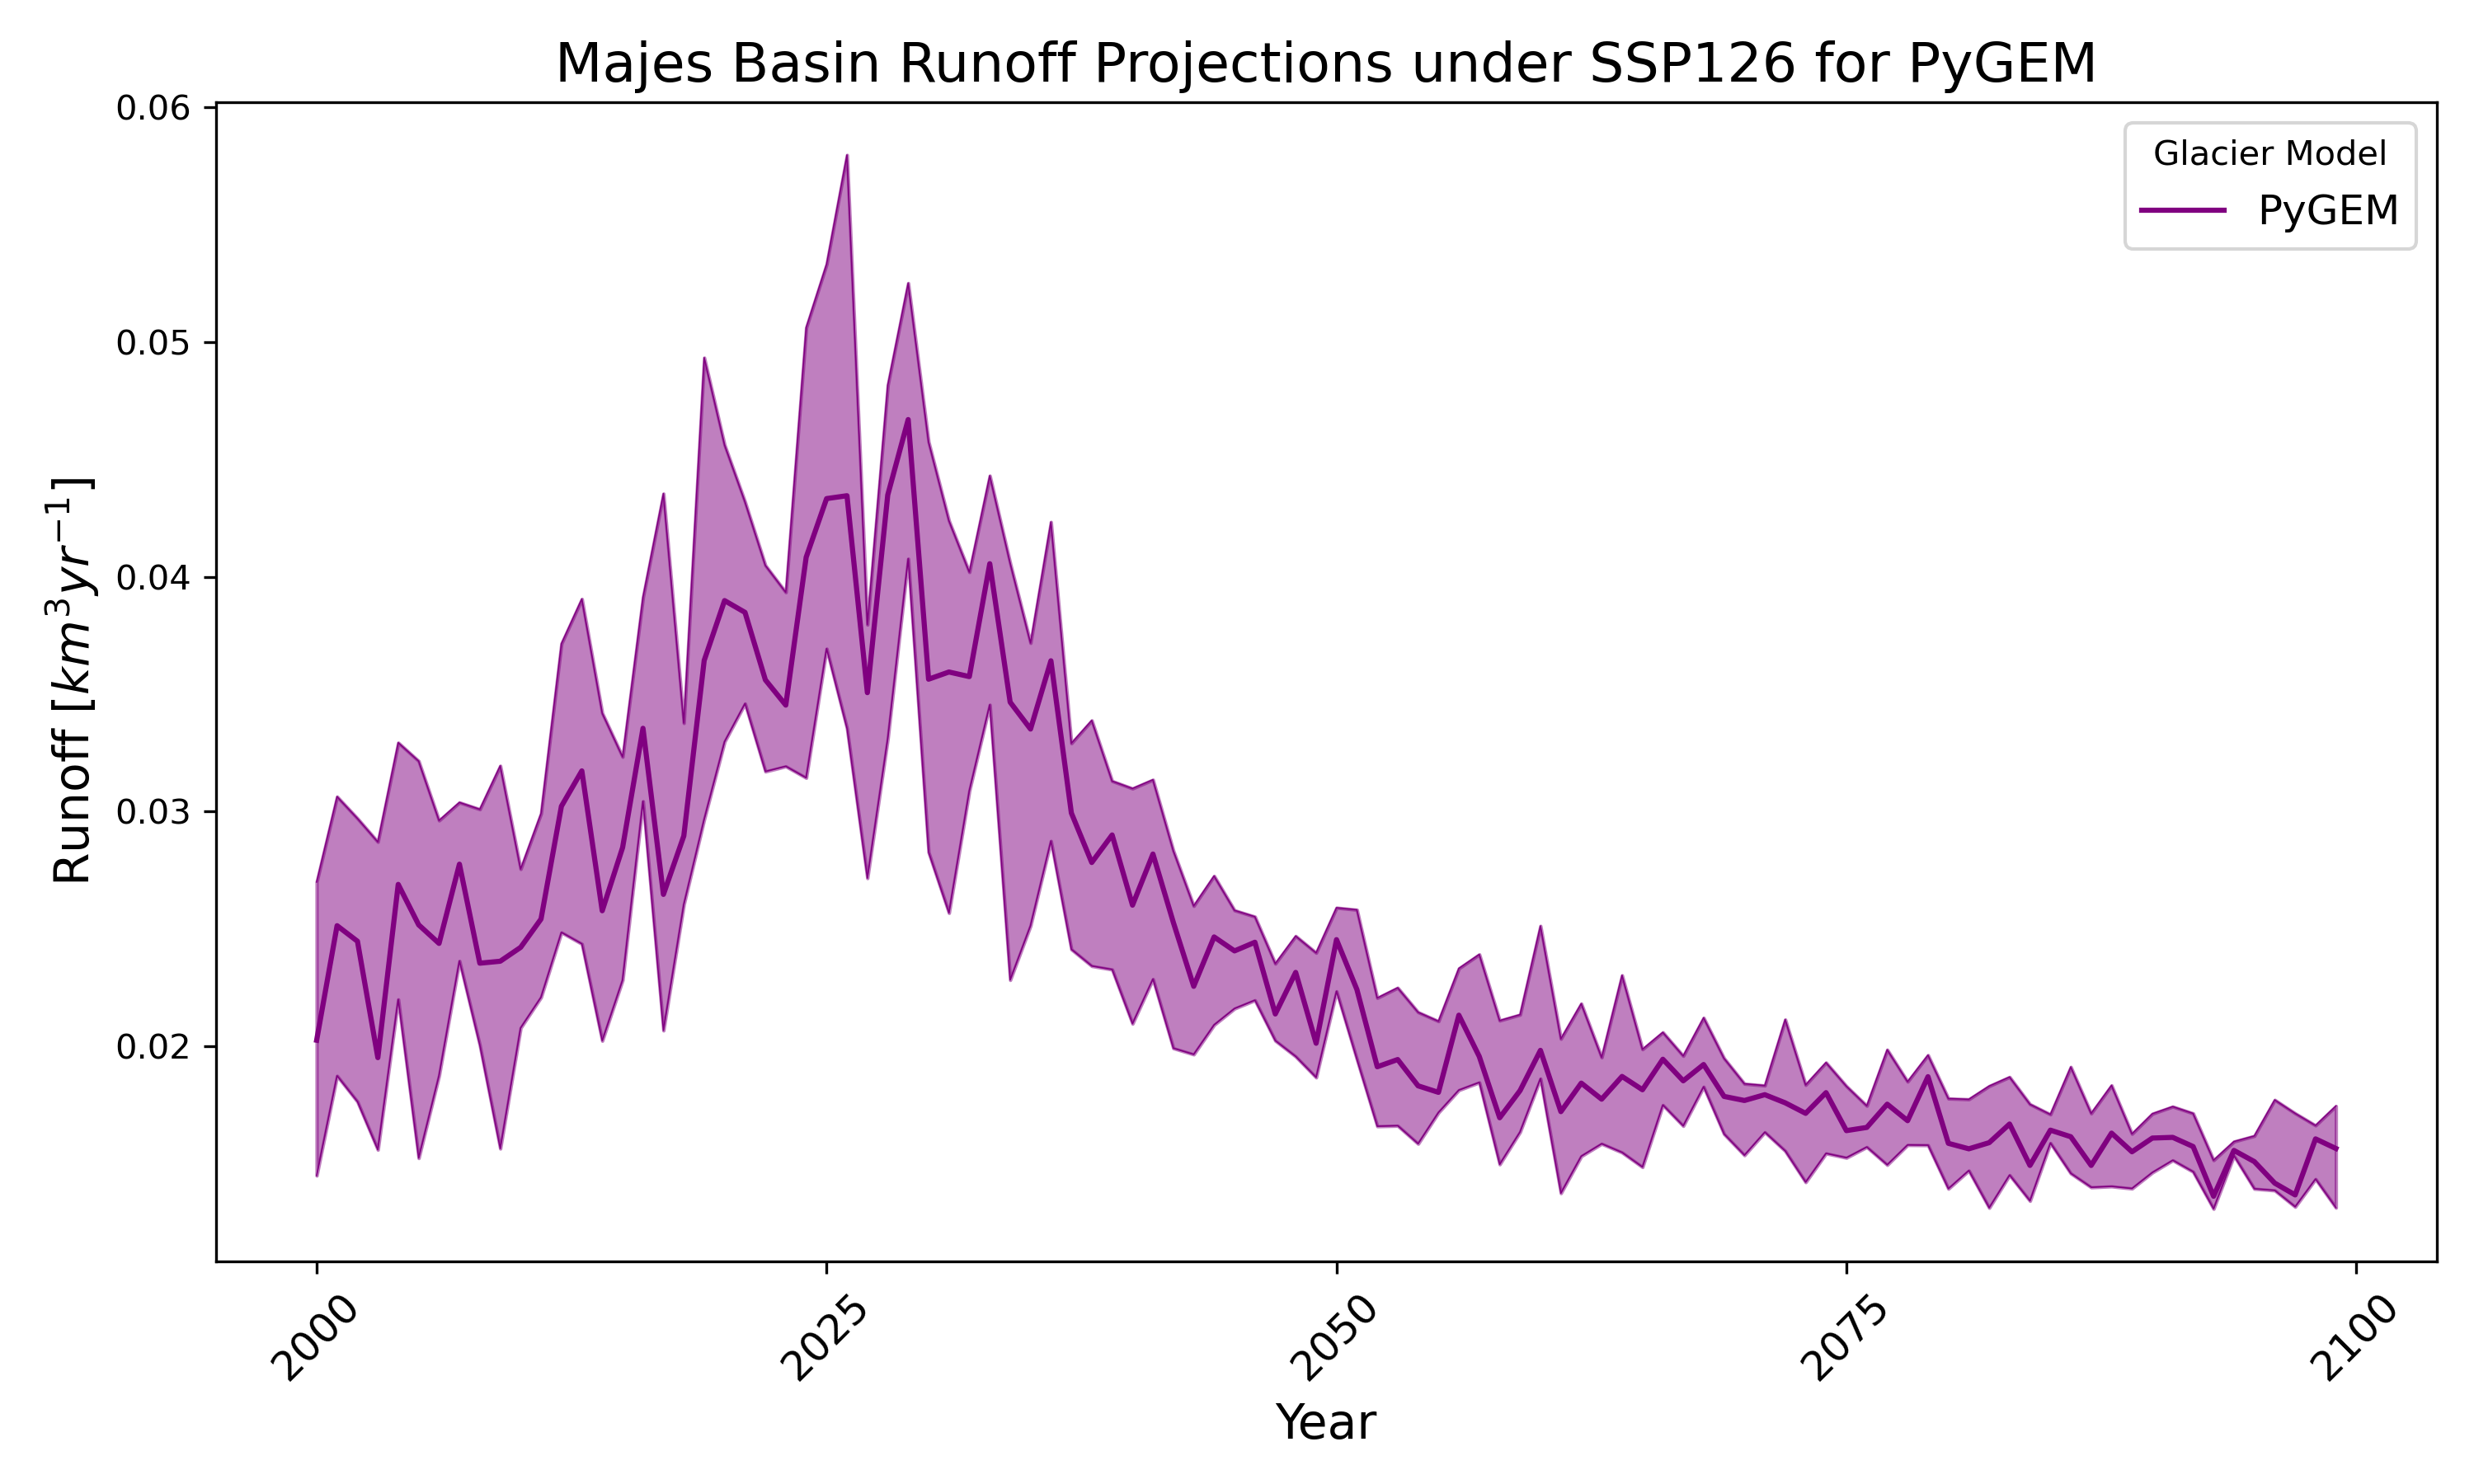 Majes Basin Runoff Projections under SSP126 for PyGEM
Glacier Model
PyGEM
0.06
0.05
0.04
0.03
0.02
Runoff [km³yr⁻¹]
2000
2025
2050
2075
2100
Year